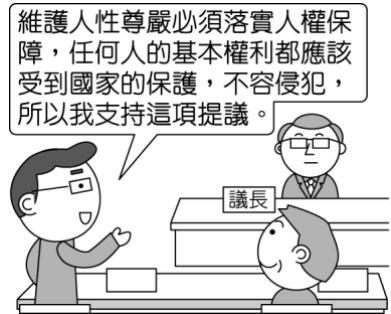 維護人性尊嚴必須落實人權保
障，任何人的基本權利都應該
受到國家的保護，不容侵犯，
所以我支持這項提議。
議長